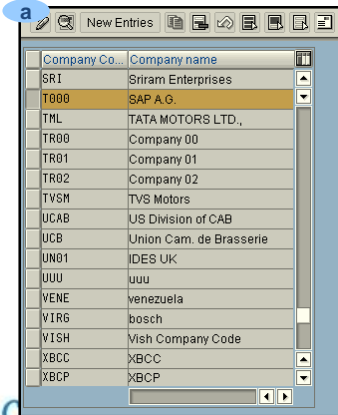 a
New Entries
Company Co... Company name
SRI Sriram Enterprises
T000 SAP A.G.
TML TATA MOTORS LTD.,
TR00 Company 00
TR01 Company 01
TR02 Company 02
TVSM TVS Motors
UCAB US Division of CAB
UCB Union Cam. de Brasserie
UN01 IDES UK
UUU uuu
VENE venezuela
VIRG bosch
VISH Vish Company Code
XBCC XBCC
XBCP XBCP